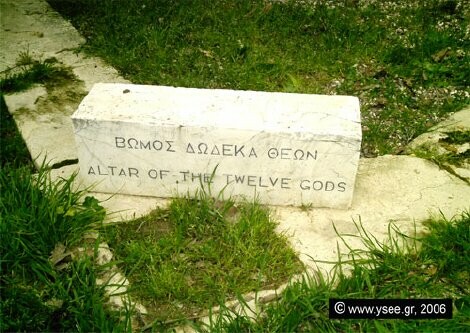 ΒΩΜΟΣ ΔΩΔΕΚΑ ΘΕΩΝ
ALTAR OF THE TWELVE GODS
©www.ysee.gr, 2006